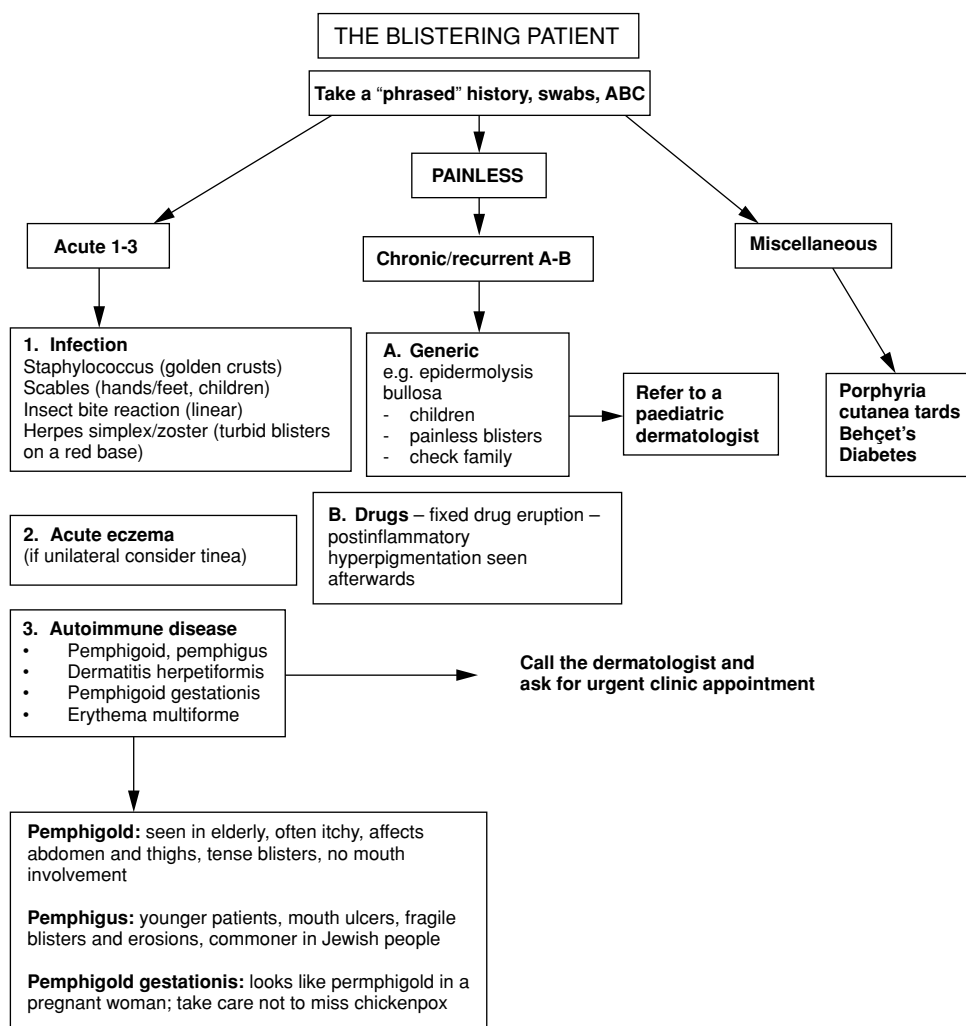 THE BLISTERING PATIENT
Take a “phrased” history, swabs, ABC
PAINLESS
Acute 1-3
Chronic/recurrent A-B
Miscellaneous
1. Infection
Staphylococcus (golden crusts)
Scables (hands/feet, children)
Insect bite reaction (linear)
Herpes simplex/zoster (turbid blisters
on a red base)
A. Generic
e.g. epidermolysis
bullosa
- children
- painless blisters
- check family
Refer to a
paediatric
dermatologist
Porphyria
cutanea tards
Behçet's
Diabetes
2. Acute eczema
(if unilateral consider tinea)
B. Drugs – fixed drug eruption –
postinflammatory
hyperpigmentation seen
afterwards
3. Autoimmune disease
• Pemphigoid, pemphigus
• Dermatitis herpetiformis
• Pemphigoid gestationis
• Erythema multiforme
Call the dermatologist and
ask for urgent clinic appointment
Pemphigold: seen in elderly, often itchy, affects
abdomen and thighs, tense blisters, no mouth
involvement
Pemphigus: younger patients, mouth ulcers, fragile
blisters and erosions, commoner in Jewish people
Pemphigold gestationis: looks like permphigold in a
pregnant woman; take care not to miss chickenpox